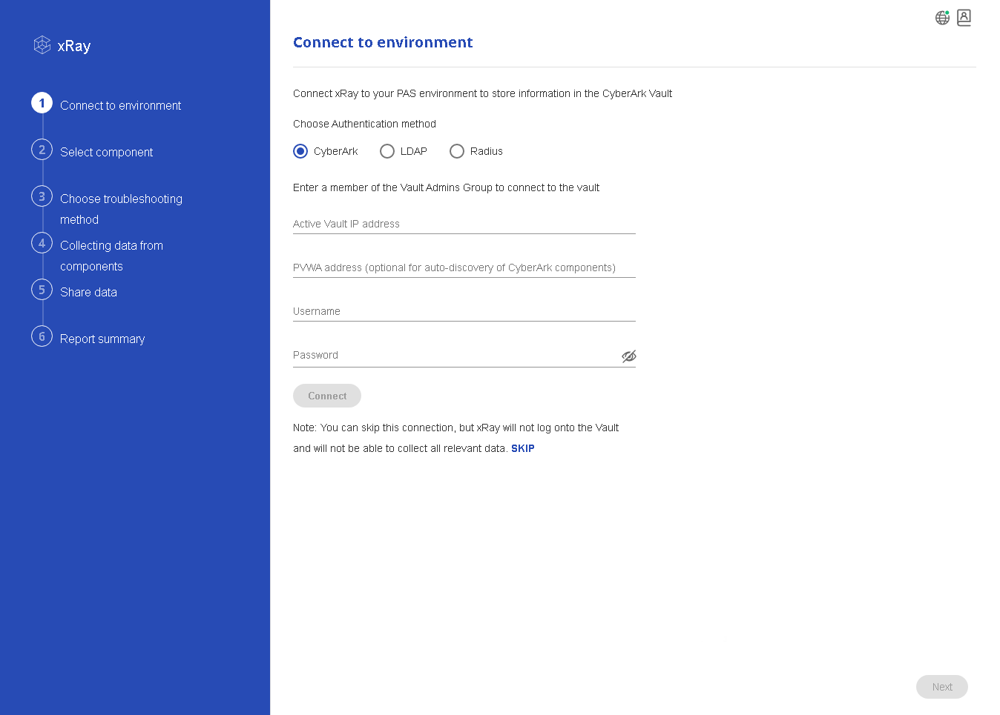 xRay
1 Connect to environment
2 Select component
3 Choose troubleshooting
method
4 Collecting data from
components
5 Share data
6 Report summary
Connect to environment
Connect xRay to your PAS environment to store information in the CyberArk Vault
Choose Authentication method
CyberArk LDAP Radius
Enter a member of the Vault Admins Group to connect to the vault
Active Vault IP address
PVWA address (optional for auto-discovery of CyberArk components)
Username
Password
Connect
Note: You can skip this connection, but xRay will not log onto the Vault
and will not be able to collect all relevant data. SKIP
Next